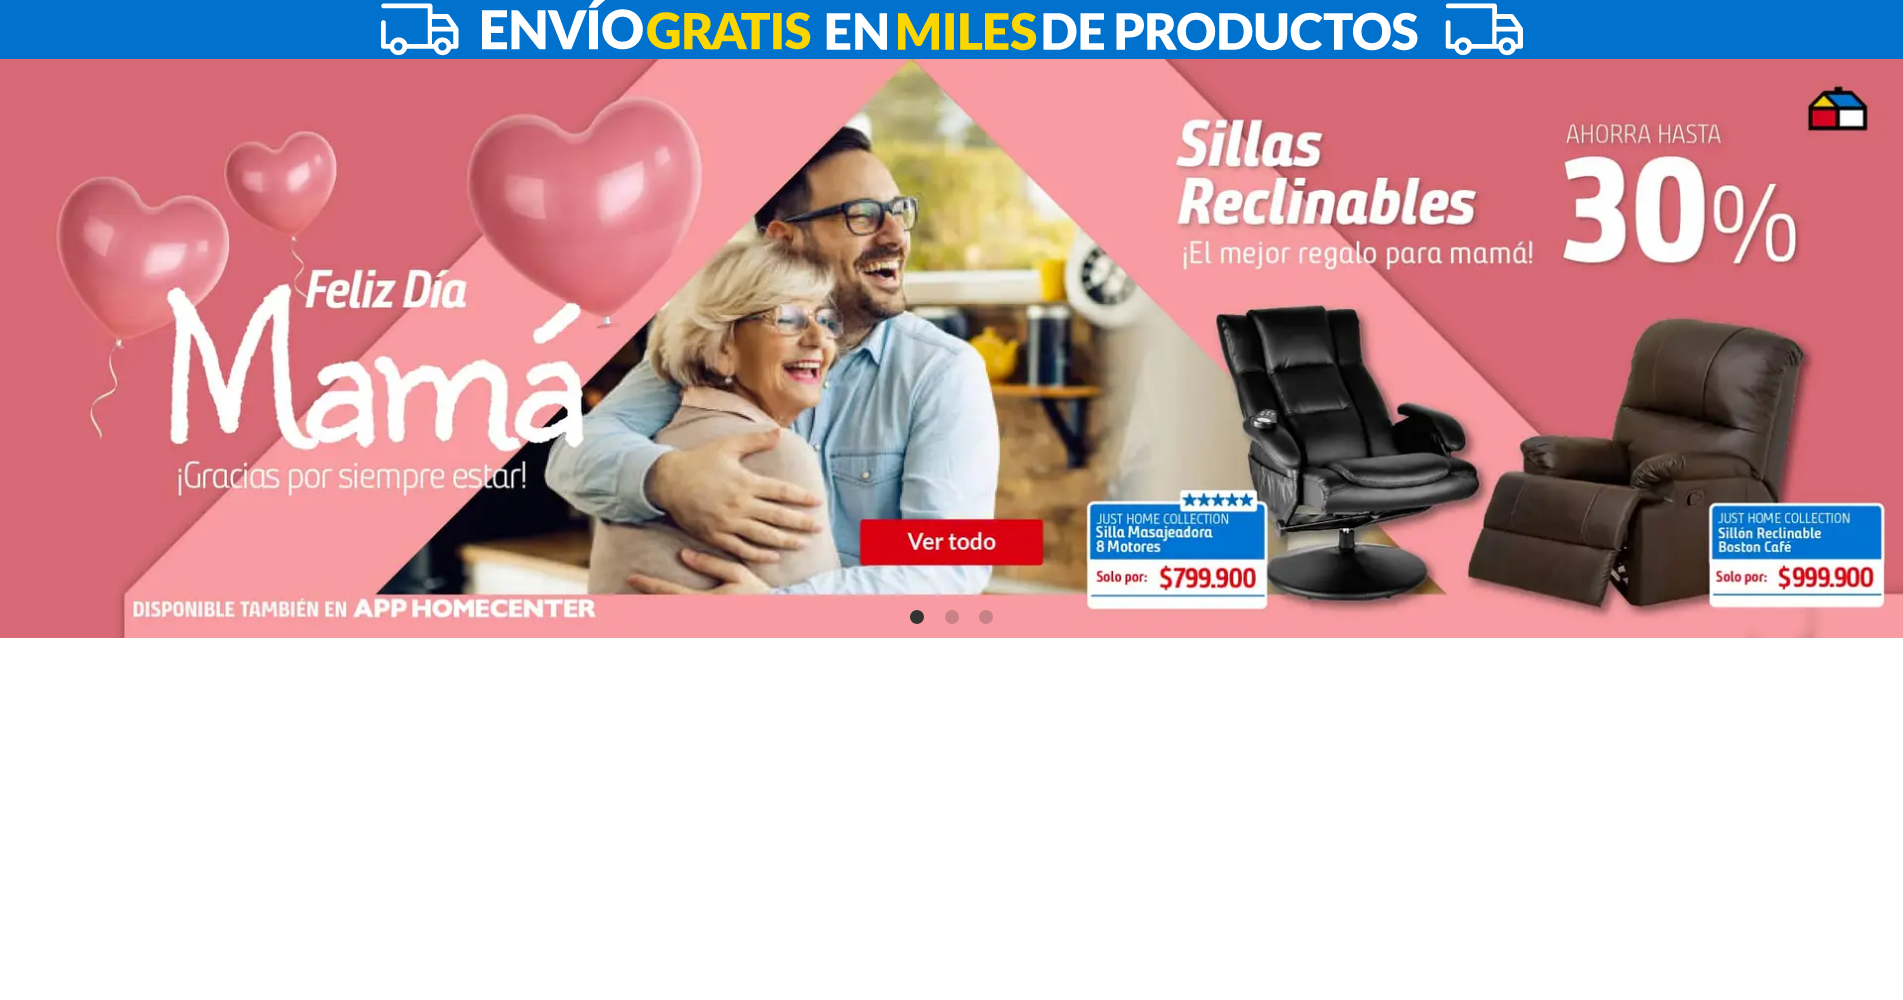 ENVÍO GRATIS EN MILES DE PRODUCTOS
Feliz Día
Mamá
¡Gracias por siempre estar!
DISPONIBLE TAMBIÉN EN APP HOMECENTER
Ver todo
Sillas
Reclinables
¡El mejor regalo para mamá!
AHORRA HASTA
30%
JUST HOME COLLECTION
Silla Masajeadora
8 Motores
Solo por: $799.900
JUST HOME COLLECTION
Sillón Reclinable
Boston Café
Solo por: $999.900